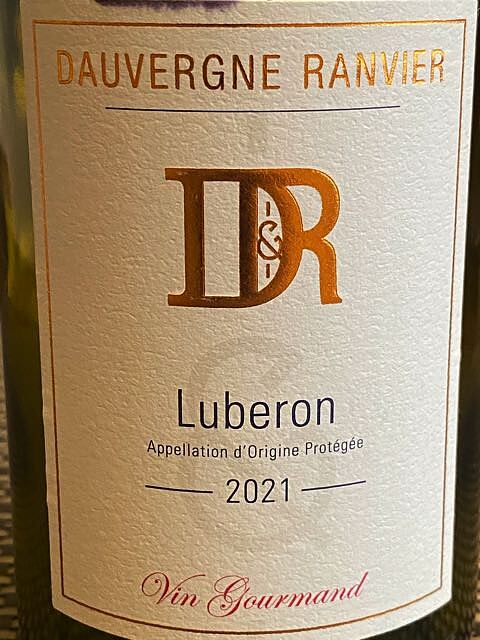 DAUVERGNE RANVIER
D&R
Luberon
Appellation d'Origine Protégée
2021
Vin Gourmand